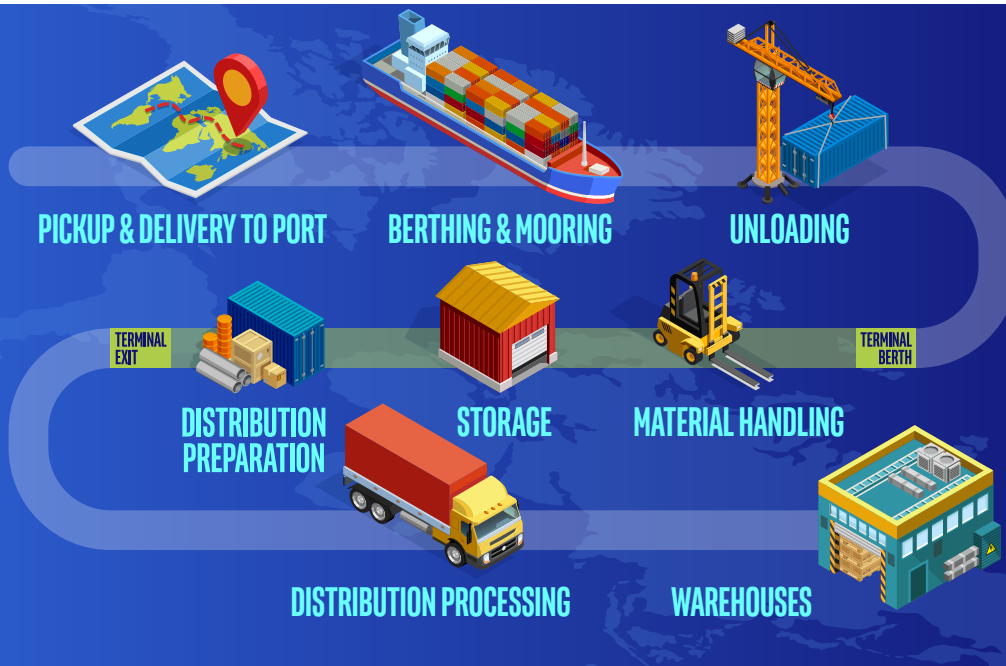 PICKUP & DELIVERY TO PORT
BERTHING & MOORING
UNLOADING
TERMINAL
EXIT
TERMINAL
BERTH
DISTRIBUTION
PREPARATION
STORAGE
MATERIAL HANDLING
DISTRIBUTION PROCESSING
WAREHOUSES